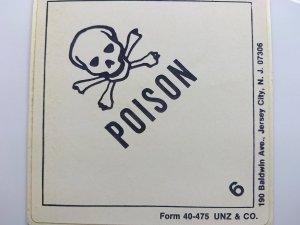 POISON
6
Form 40-475 UNZ & CO.
190 Baldwin Ave., Jersey City, N. J. 07306